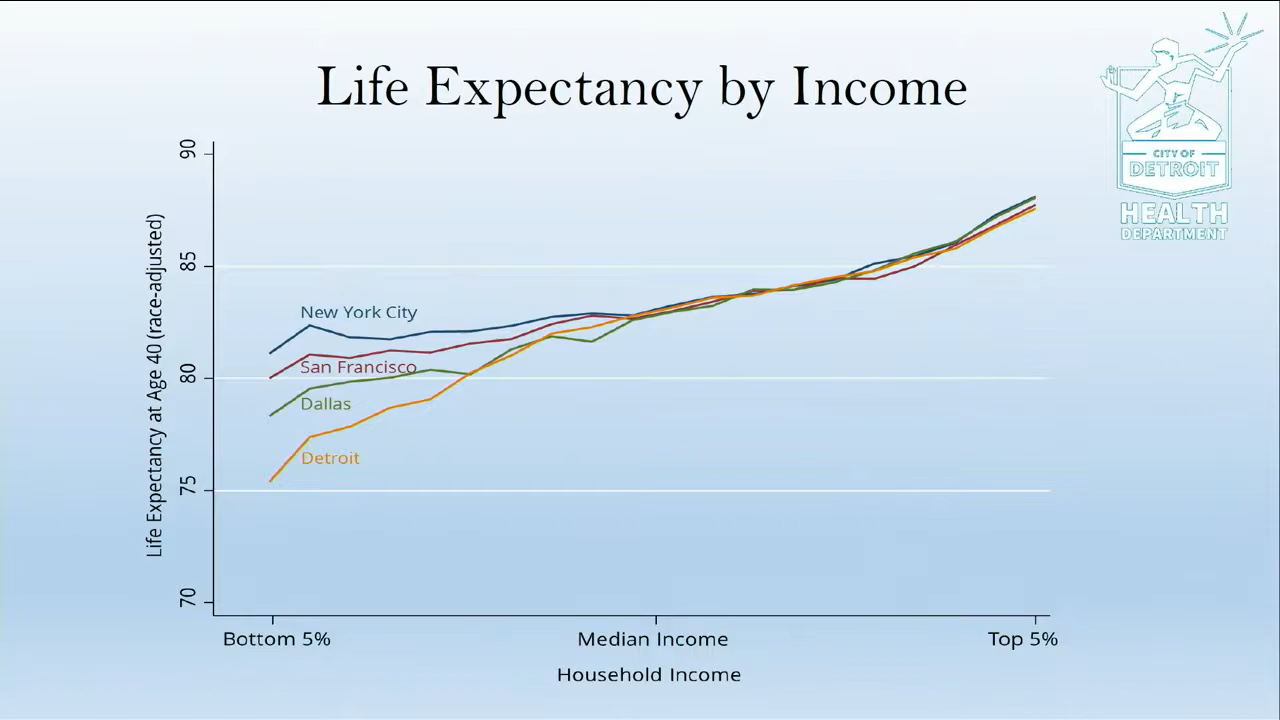 Life Expectancy by Income
CITY OF
DETROIT
HEALTH
DEPARTMENT
Life Expectancy at Age 40 (race-adjusted)
90
85
80
75
70
New York City
San Francisco
Dallas
Detroit
Bottom 5%
Median Income
Top 5%
Household Income